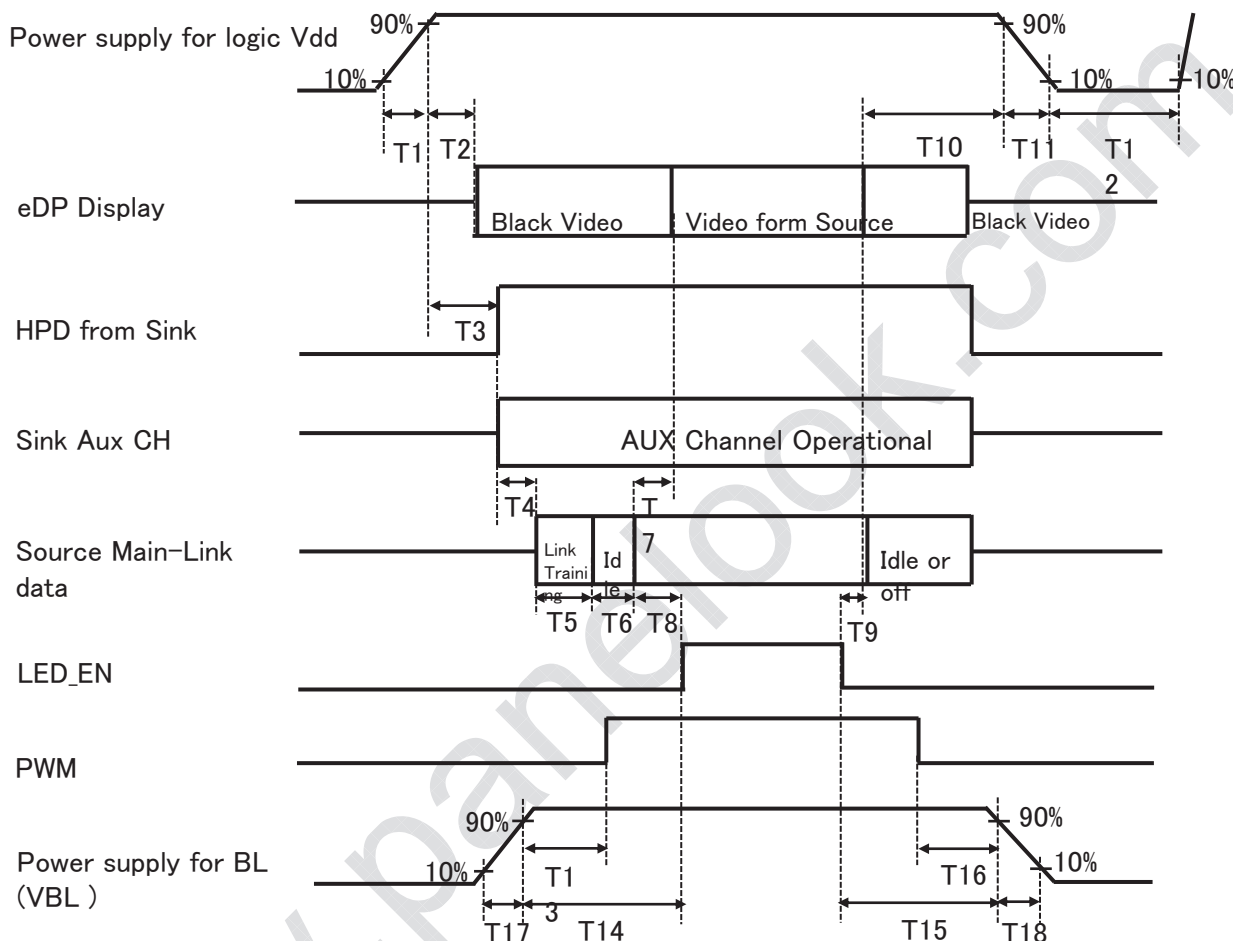 Power supply for logic Vdd
90%
90%
10%
10%
10%
T1
T2
T10
T11
T1
2
eDP Display
Black Video
Video form Source
Black Video
HPD from Sink
T3
Sink Aux CH
AUX Channel Operational
T4
T
7
Source Main-Link
data
Link
Traini
ng
Id
le
Idle or
off
T5
T6
T8
T9
LED_EN
PWM
90%
90%
Power supply for BL
(VBL )
10%
10%
T1
3
T16
T17
T14
T15
T18
panelook.com